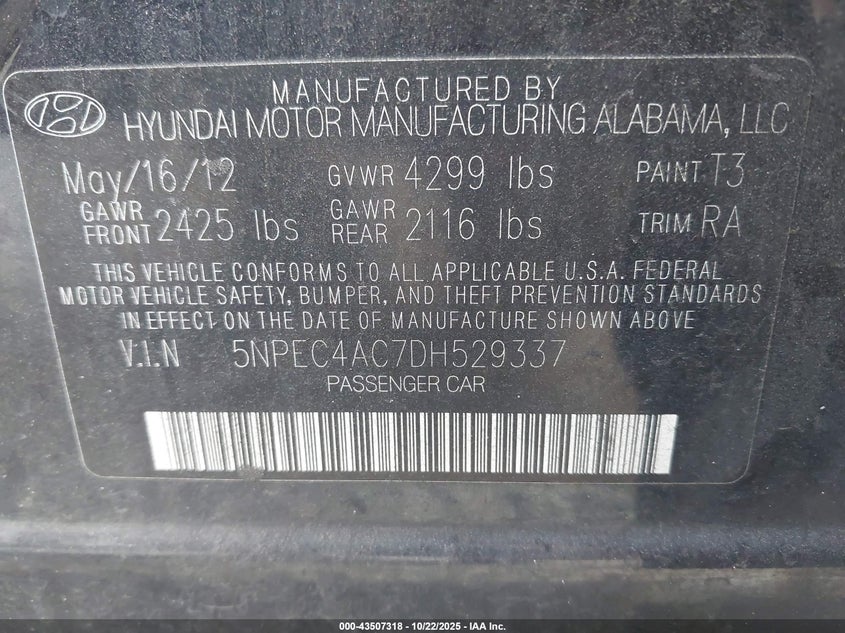 MANUFACTURED BY
HYUNDAI MOTOR MANUFACTURING ALABAMA, LLC
May/16/12 GVWR 4299 lbs PAINT T3
GAWR FRONT 2425 lbs GAWR REAR 2116 lbs TRIM RA
THIS VEHICLE CONFORMS TO ALL APPLICABLE U.S.A. FEDERAL
MOTOR VEHICLE SAFETY, BUMPER, AND THEFT PREVENTION STANDARDS
IN EFFECT ON THE DATE OF MANUFACTURE SHOWN ABOVE
V.I.N 5NPEC4AC7DH529337
PASSENGER CAR
000-43507318 - 10/22/2025 - IAA Inc.